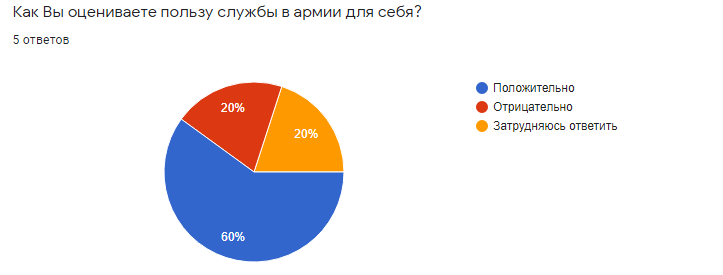 Как Вы оцениваете пользу службы в армии для себя?
5 ответов
20%
20%
60%
Положительно
Отрицательно
Затрудняюсь ответить